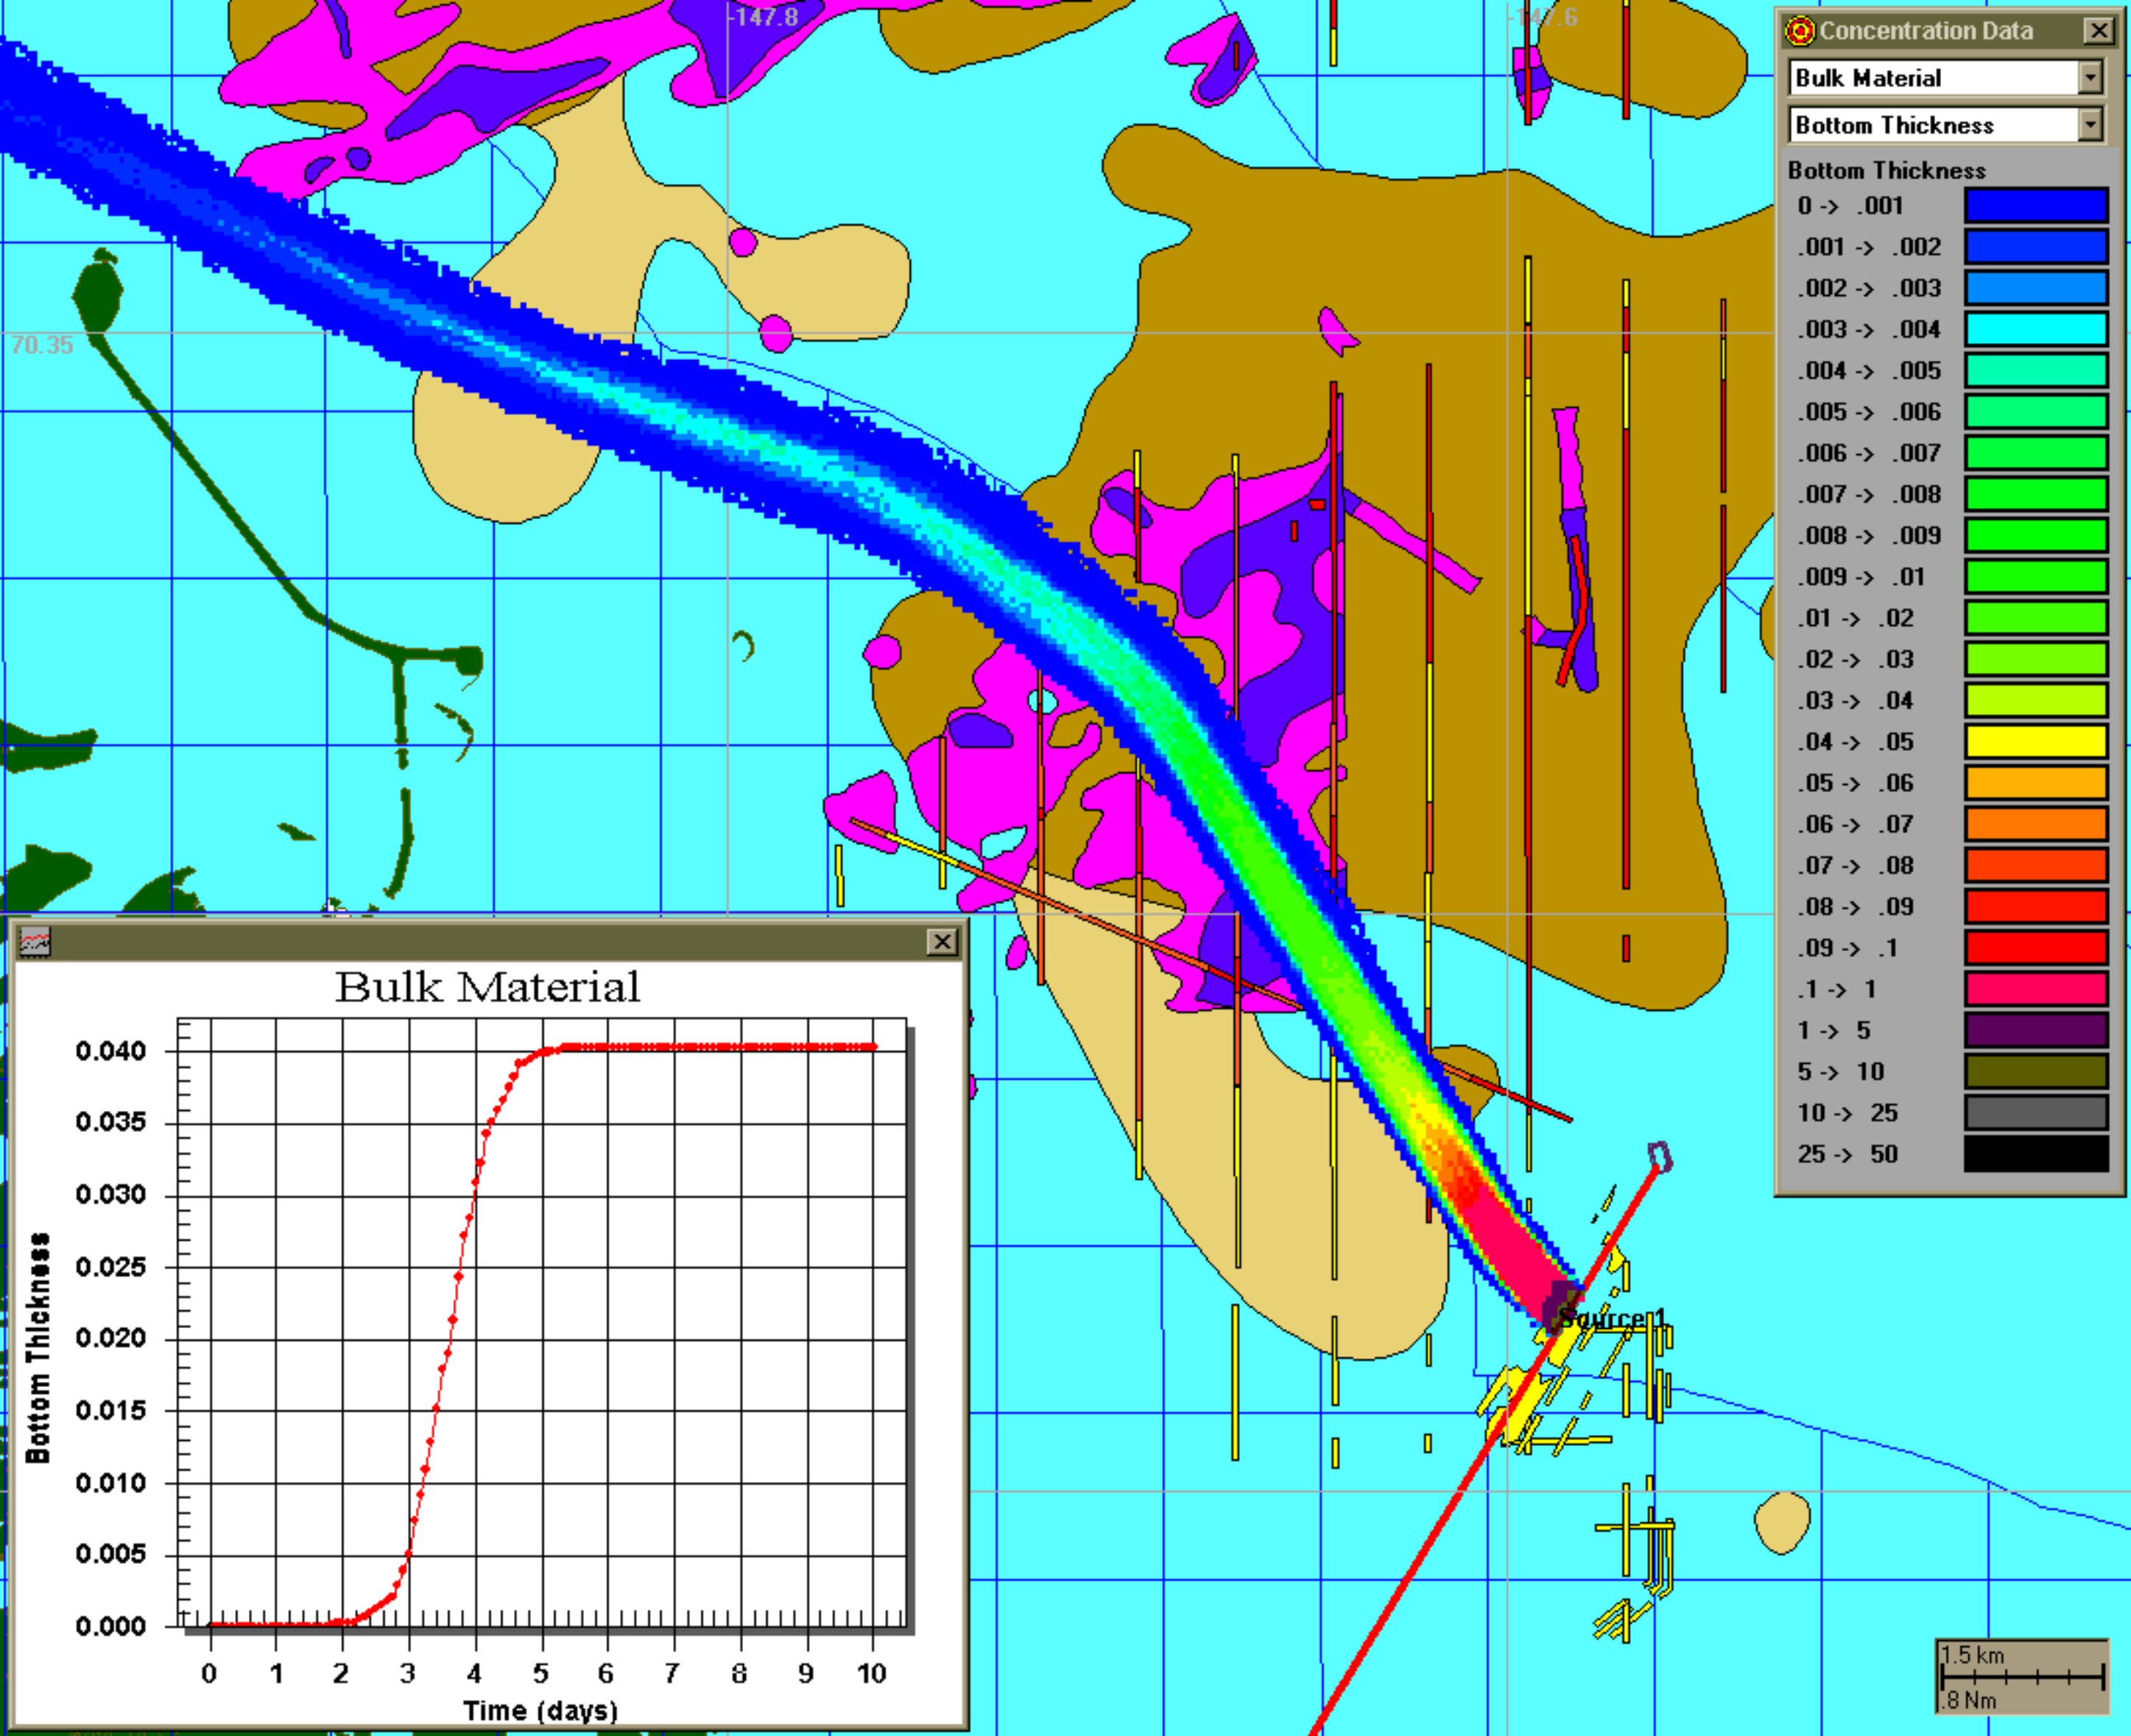 -147.8
-147.6
70.35
Concentration Data
Bulk Material
Bottom Thickness
Bottom Thickness
0 -> .001
.001 -> .002
.002 -> .003
.003 -> .004
.004 -> .005
.005 -> .006
.006 -> .007
.007 -> .008
.008 -> .009
.009 -> .01
.01 -> .02
.02 -> .03
.03 -> .04
.04 -> .05
.05 -> .06
.06 -> .07
.07 -> .08
.08 -> .09
.09 -> .1
.1 -> 1
1 -> 5
5 -> 10
10 -> 25
25 -> 50
Source 1
Bulk Material
0.040
0.035
0.030
0.025
0.020
0.015
0.010
0.005
0.000
Bottom Thickness
0 1 2 3 4 5 6 7 8 9 10
Time (days)
1.5 km
.8 Nm